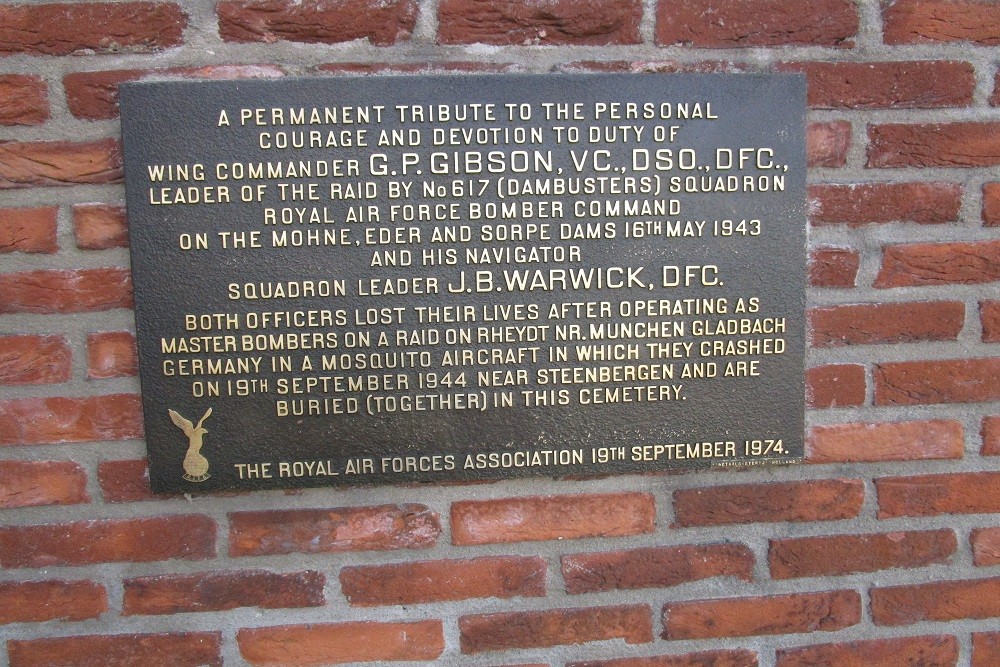 A PERMANENT TRIBUTE TO THE PERSONAL
COURAGE AND DEVOTION TO DUTY OF
WING COMMANDER G.P. GIBSON, VC., DSO., DFC.,
LEADER OF THE RAID BY No 617 (DAMBUSTERS) SQUADRON
ROYAL AIR FORCE BOMBER COMMAND
ON THE MOHNE, EDER AND SORPE DAMS 16TH MAY 1943
AND HIS NAVIGATOR
SQUADRON LEADER J.B. WARWICK, DFC.
BOTH OFFICERS LOST THEIR LIVES AFTER OPERATING AS
MASTER BOMBERS ON A RAID ON RHEYDT NR. MUNCHEN GLADBACH
GERMANY IN A MOSQUITO AIRCRAFT IN WHICH THEY CRASHED
ON 19TH SEPTEMBER 1944 NEAR STEENBERGEN AND ARE
BURIED (TOGETHER) IN THIS CEMETERY.
THE ROYAL AIR FORCES ASSOCIATION 19TH SEPTEMBER 1974.
HOLLAND